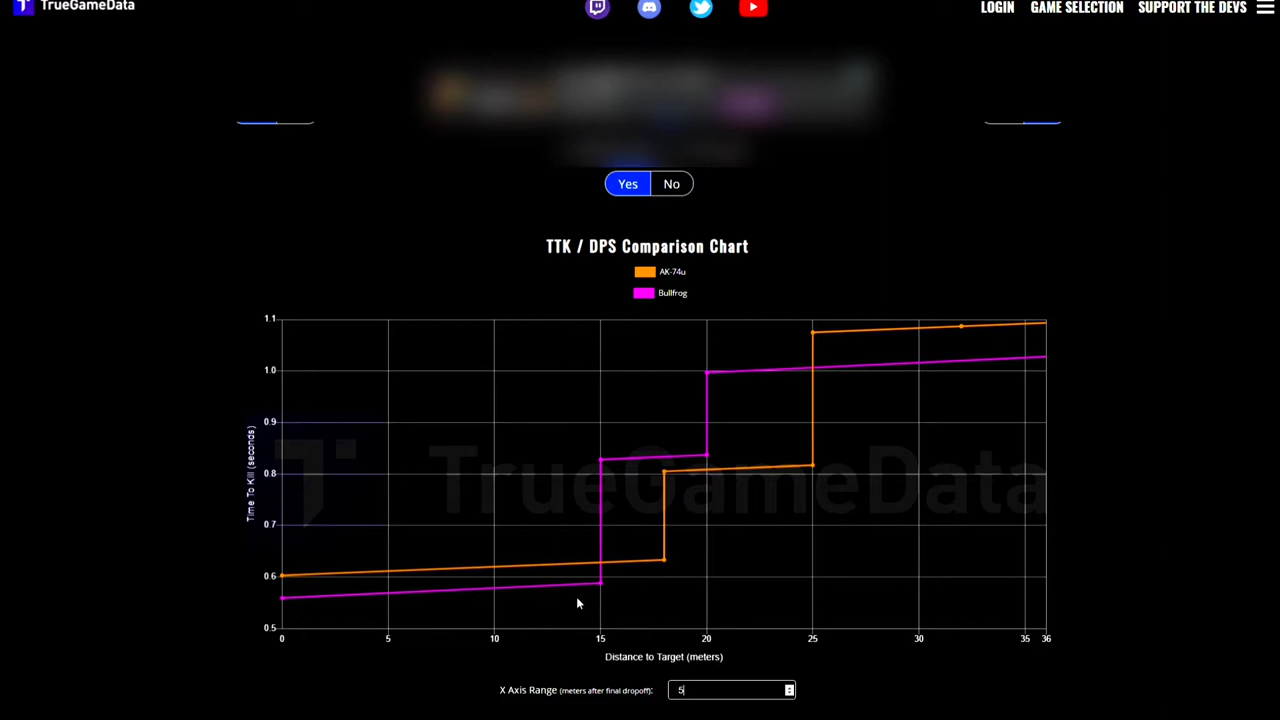 TrueGameData
LOGIN GAME SELECTION SUPPORT THE DEVS
Yes No
TTK / DPS Comparison Chart
AK-74u
Bullfrog
1.1
1.0
0.9
0.8
0.7
0.6
0.5
Time To Kill (seconds)
TrueGameData
0 5 10 15 20 25 30 35 36
Distance to Target (meters)
X Axis Range (meters after final dropoff): 5